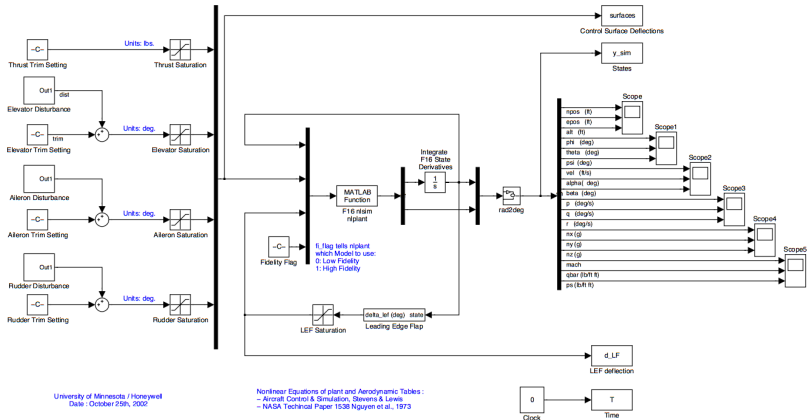 surfaces
Control Surface Deflections
y_sim
States
-C-
Thrust Trim Setting
Units: lbs.
Thrust Saturation
Out1
dist
Elevator Disturbance
-C-
trim
Elevator Trim Setting
Units: deg.
Elevator Saturation
Out1
Aileron Disturbance
-C-
Aileron Trim Setting
Units: deg.
Aileron Saturation
Out1
Rudder Disturbance
-C-
Rudder Trim Setting
Units: deg.
Rudder Saturation
MATLAB
Function
F16 nlsim
nlplant
Integrate
F16 State
Derivatives
1
s
rad2deg
-C-
Fidelity Flag
fi_flag tells nlplant
which Model to use:
0: Low Fidelity
1: High Fidelity
LEF Saturation
delta_lef (deg) state
Leading Edge Flap
npos (ft)
epos (ft)
alt (ft)
phi (deg)
theta (deg)
psi (deg)
vel (ft/s)
alpha( deg)
beta (deg)
p (deg/s)
q (deg/s)
r (deg/s)
nx (g)
ny (g)
nz (g)
mach
qbar (lb/ft ft)
ps (lb/ft ft)
Scope
Scope1
Scope2
Scope3
Scope4
Scope5
d_LF
LEF deflection
0
Clock
T
Time
University of Minnesota / Honeywell
Date : October 25th, 2002
Nonlinear Equations of plant and Aerodynamic Tables :
– Aircraft Control & Simulation, Stevens & Lewis
– NASA Techincal Paper 1538 Nguyen et al., 1973